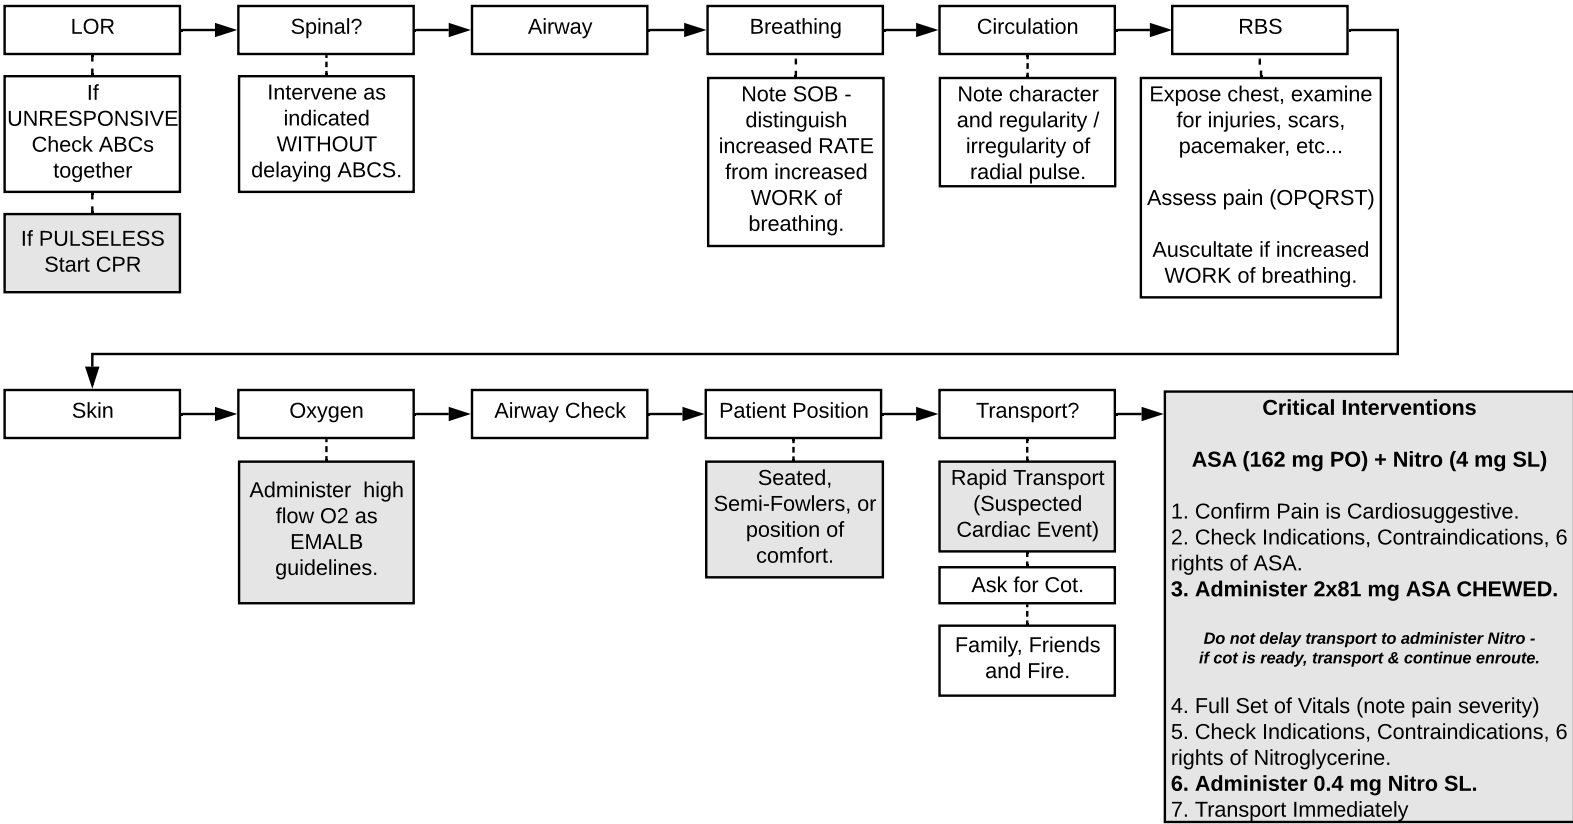 LOR
Spinal?
Airway
Breathing
Circulation
RBS
If
UNRESPONSIVE
Check ABCs
together
If PULSELESS
Start CPR
Intervene as
indicated
WITHOUT
delaying ABCS.
Note SOB -
distinguish
increased RATE
from increased
WORK of
breathing.
Note character
and regularity /
irregularity of
radial pulse.
Expose chest, examine
for injuries, scars,
pacemaker, etc...
Assess pain (OPQRST)
Auscultate if increased
WORK of breathing.
Skin
Oxygen
Airway Check
Patient Position
Transport?
Administer high
flow O2 as
EMALB
guidelines.
Seated,
Semi-Fowlers, or
position of
comfort.
Rapid Transport
(Suspected
Cardiac Event)
Ask for Cot.
Family, Friends
and Fire.
Critical Interventions
ASA (162 mg PO) + Nitro (4 mg SL)
1. Confirm Pain is Cardiosuggestive.
2. Check Indications, Contraindications, 6
rights of ASA.
3. Administer 2x81 mg ASA CHEWED.
Do not delay transport to administer Nitro -
if cot is ready, transport & continue enroute.
4. Full Set of Vitals (note pain severity)
5. Check Indications, Contraindications, 6
rights of Nitroglycerine.
6. Administer 0.4 mg Nitro SL.
7. Transport Immediately